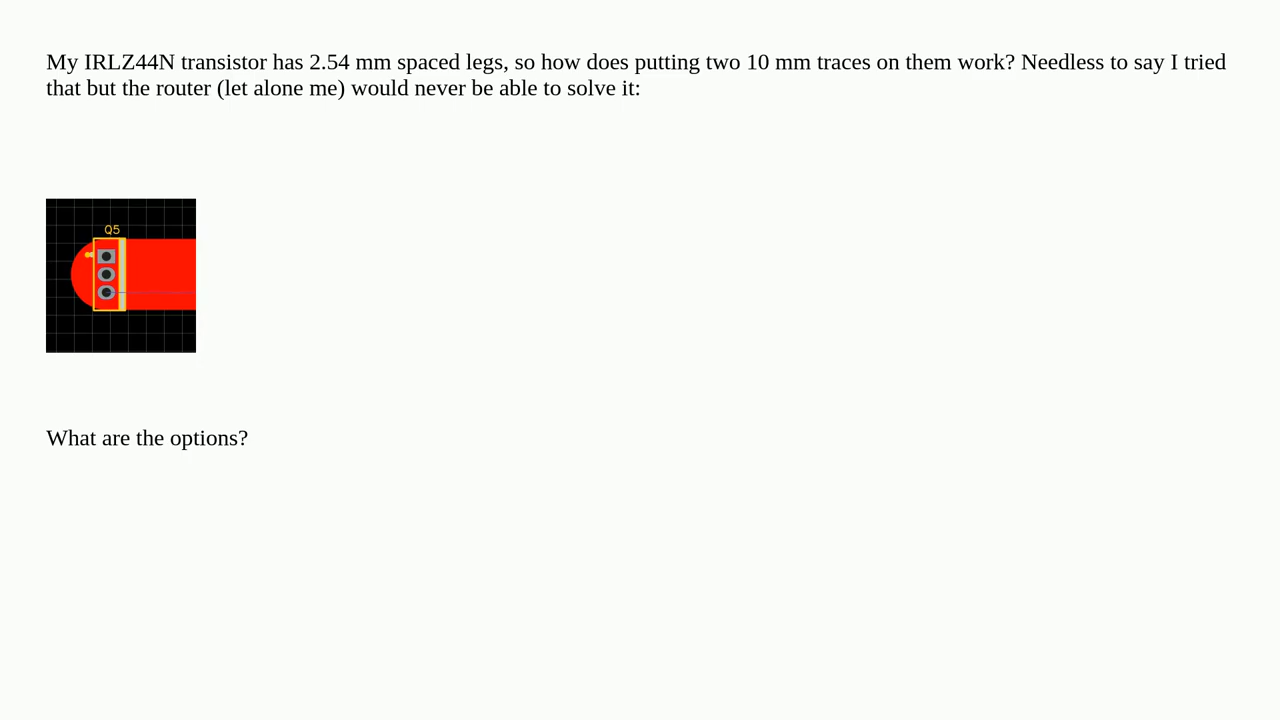 My IRLZ44N transistor has 2.54 mm spaced legs, so how does putting two 10 mm traces on them work? Needless to say I tried
that but the router (let alone me) would never be able to solve it:
Q5
What are the options?